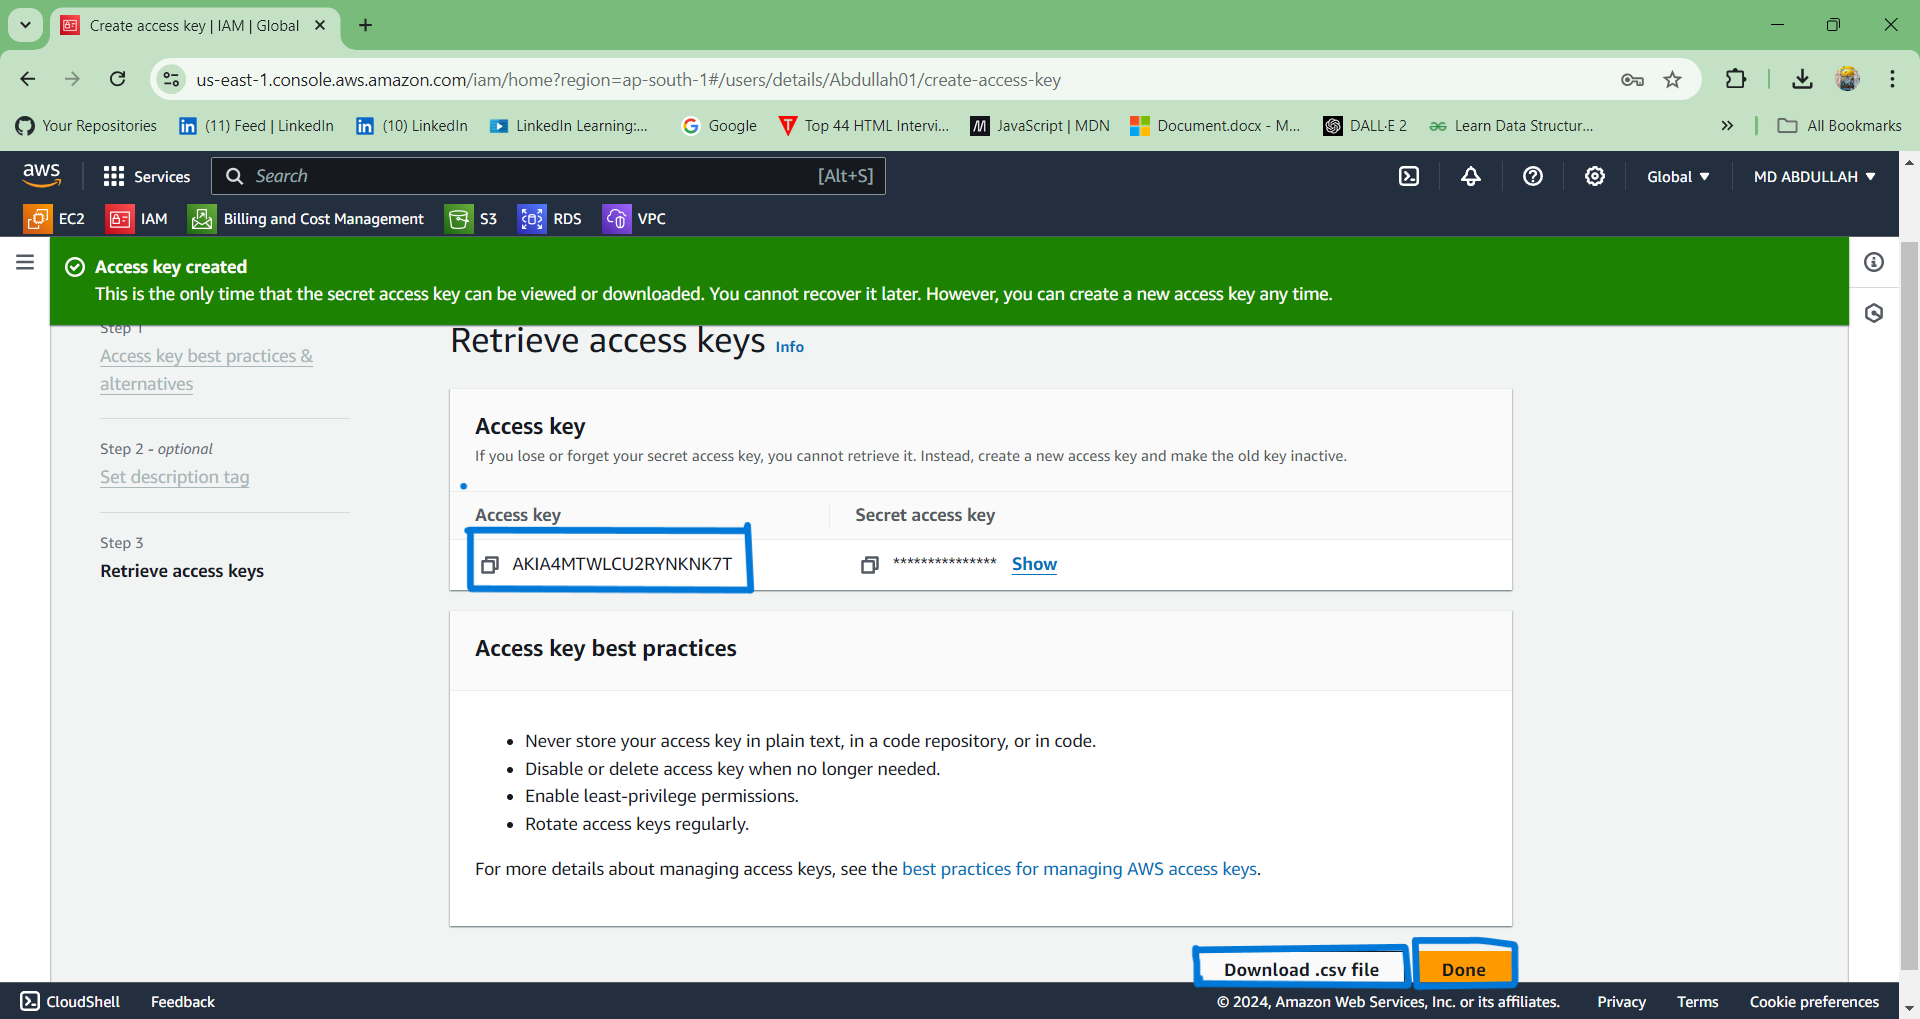 Create access key | IAM | Global
us-east-1.console.aws.amazon.com/iam/home?region=ap-south-1#/users/details/Abdullah01/create-access-key
Your Repositories (11) Feed | LinkedIn (10) LinkedIn LinkedIn Learning:... Google Top 44 HTML Intervi... JavaScript | MDN Document.docx - M... DALL·E 2 Learn Data Structur... » All Bookmarks
aws Services Search [Alt+S] Global MD ABDULLAH
EC2 IAM Billing and Cost Management S3 RDS VPC
Access key created
This is the only time that the secret access key can be viewed or downloaded. You cannot recover it later. However, you can create a new access key any time.
Step 1
Access key best practices &
alternatives
Step 2 - optional
Set description tag
Step 3
Retrieve access keys
Retrieve access keys Info
Access key
If you lose or forget your secret access key, you cannot retrieve it. Instead, create a new access key and make the old key inactive.
Access key Secret access key
AKIA4MTWLCU2RYNKNK7T *************** Show
Access key best practices
• Never store your access key in plain text, in a code repository, or in code.
• Disable or delete access key when no longer needed.
• Enable least-privilege permissions.
• Rotate access keys regularly.
For more details about managing access keys, see the best practices for managing AWS access keys.
Download .csv file Done
CloudShell Feedback © 2024, Amazon Web Services, Inc. or its affiliates. Privacy Terms Cookie preferences